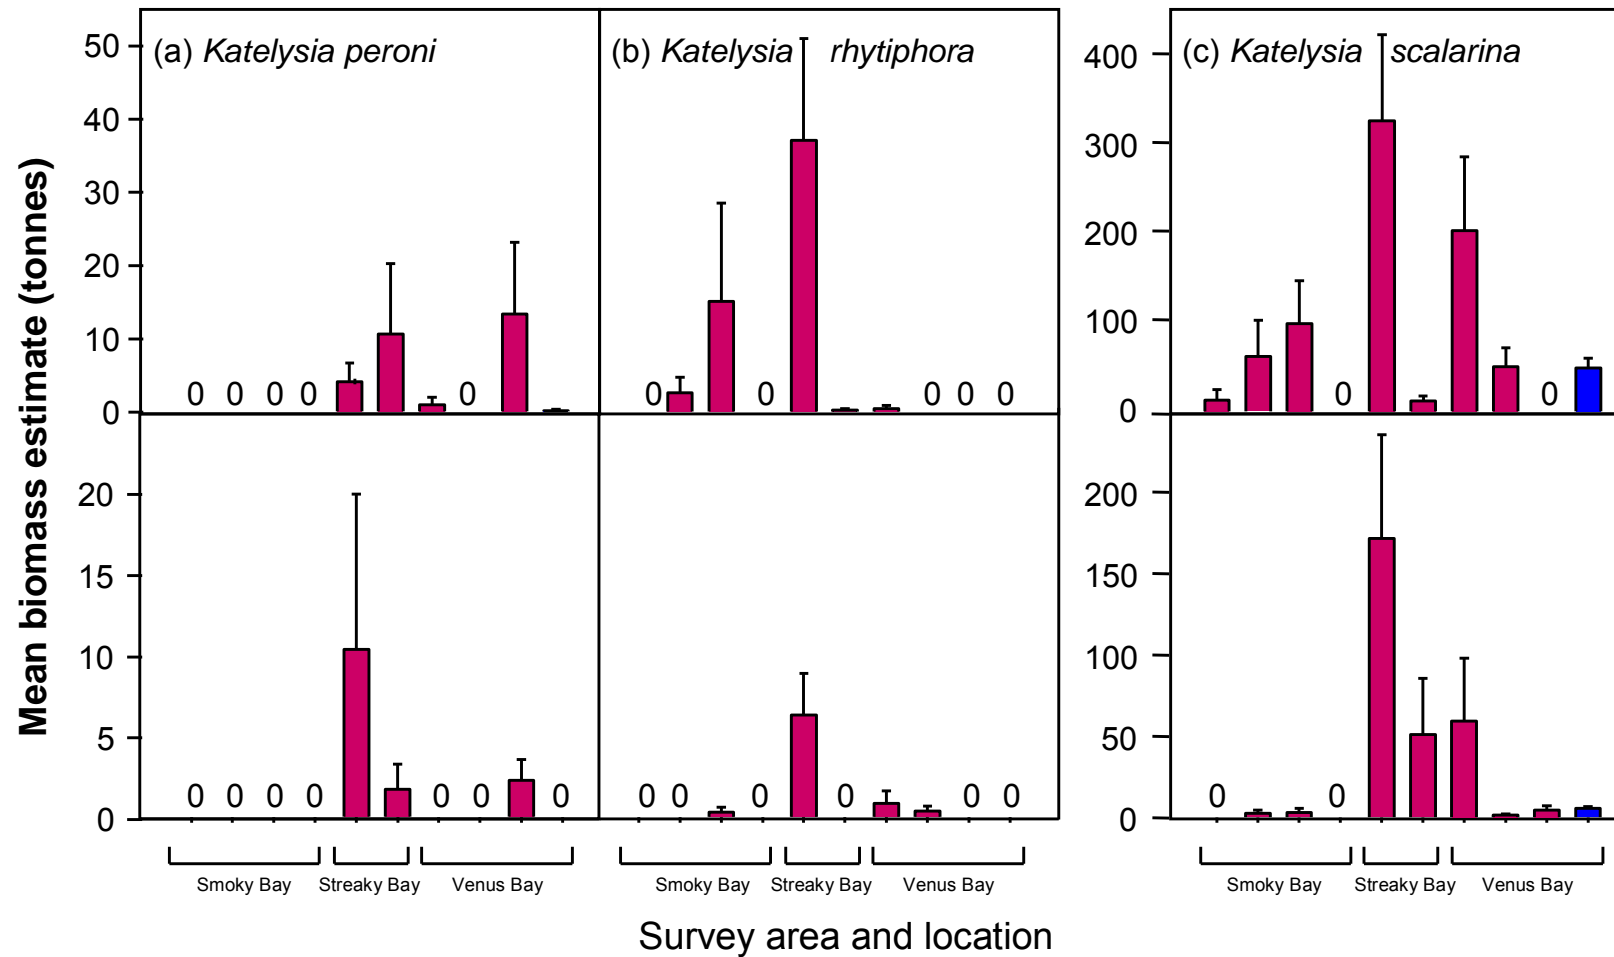 (a) Katelysia peroni
(b) Katelysia rhytiphora
(c) Katelysia scalarina
Mean biomass estimate (tonnes)
50
40
30
20
10
0
0 0 0 0 0
0 0 0 0 0 0
400
300
200
100
0
0 0
20
15
10
5
0
0 0 0 0 0 0 0
0 0 0 0 0 0
200
150
100
50
0
0 0
Smoky Bay Streaky Bay Venus Bay
Smoky Bay Streaky Bay Venus Bay
Smoky Bay Streaky Bay Venus Bay
Survey area and location